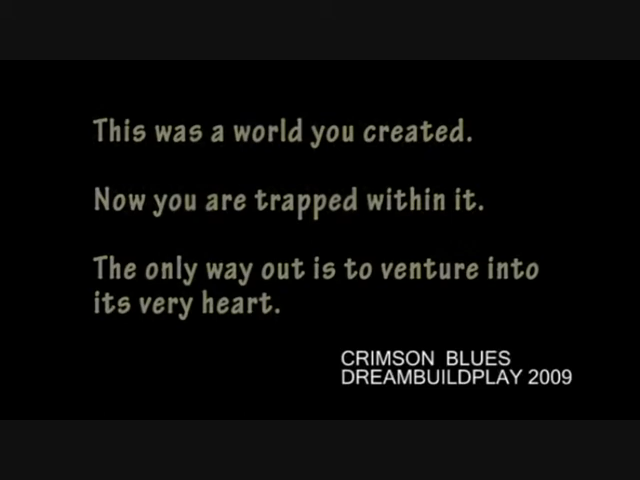 This was a world you created.
Now you are trapped within it.
The only way out is to venture into
its very heart.
CRIMSON BLUES
DREAMBUILDPLAY 2009